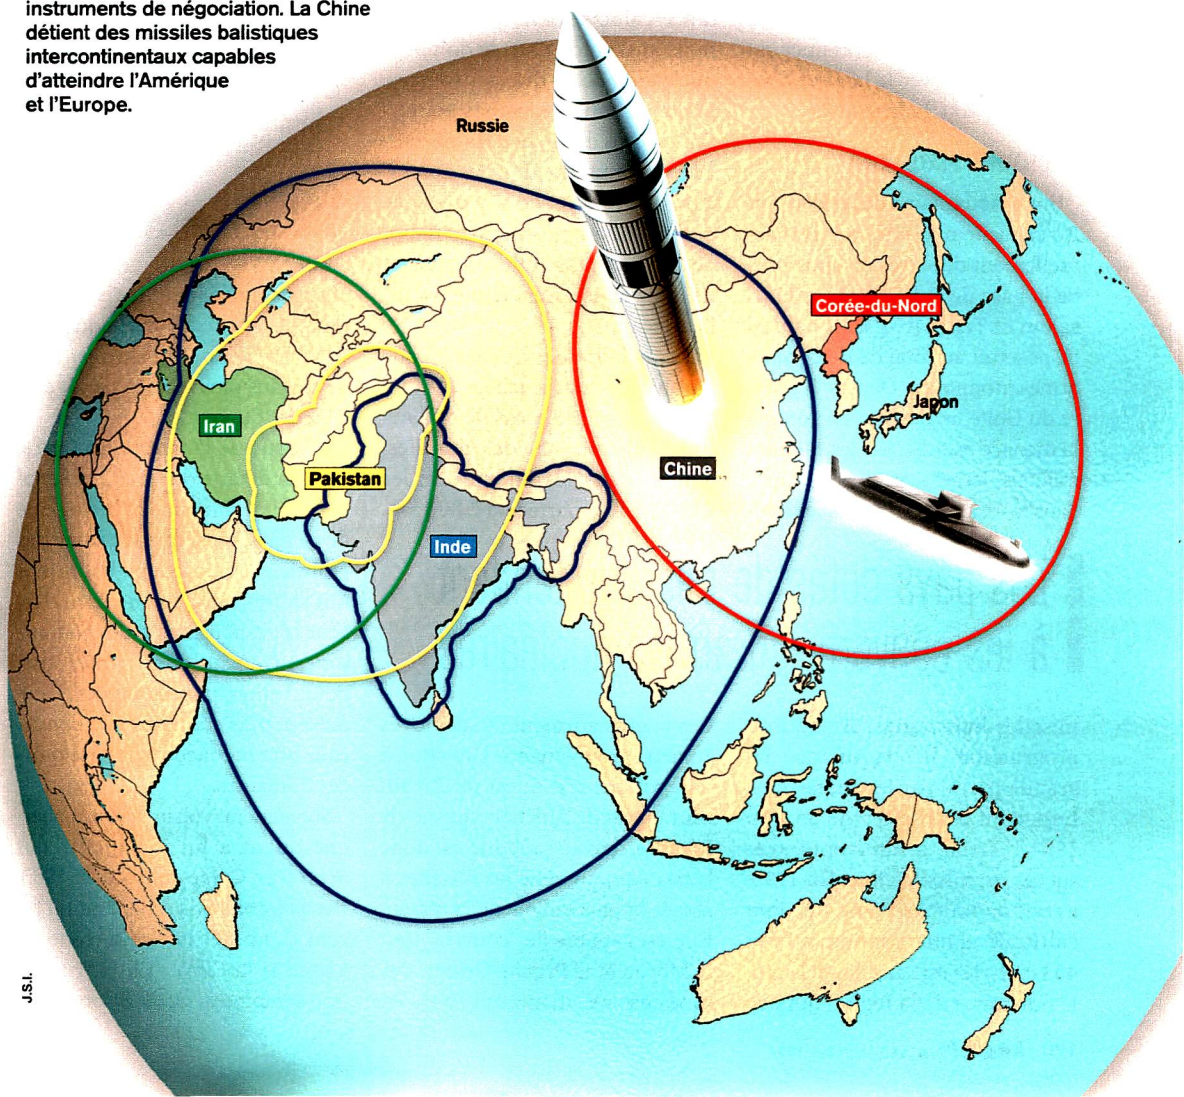 instruments de négociation. La Chine
détient des missiles balistiques
intercontinentaux capables
d'atteindre l'Amérique
et l'Europe.
Russie
Corée-du-Nord
Japon
Iran
Pakistan
Chine
Inde
J.S.I.